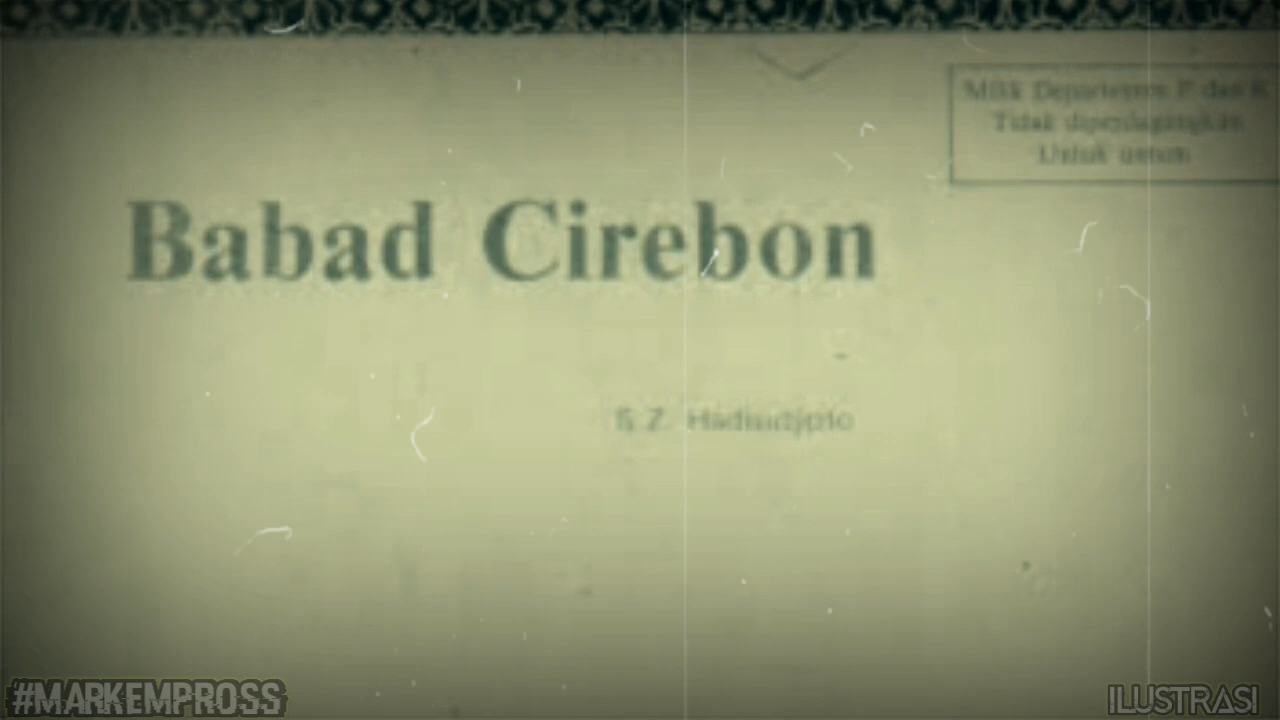 Milik Departemen P dan K
Tidak diperdagangkan
Untuk umum
Babad Cirebon
S.Z. Hadisutjipto
#MARKEMPROSS
ILUSTRASI